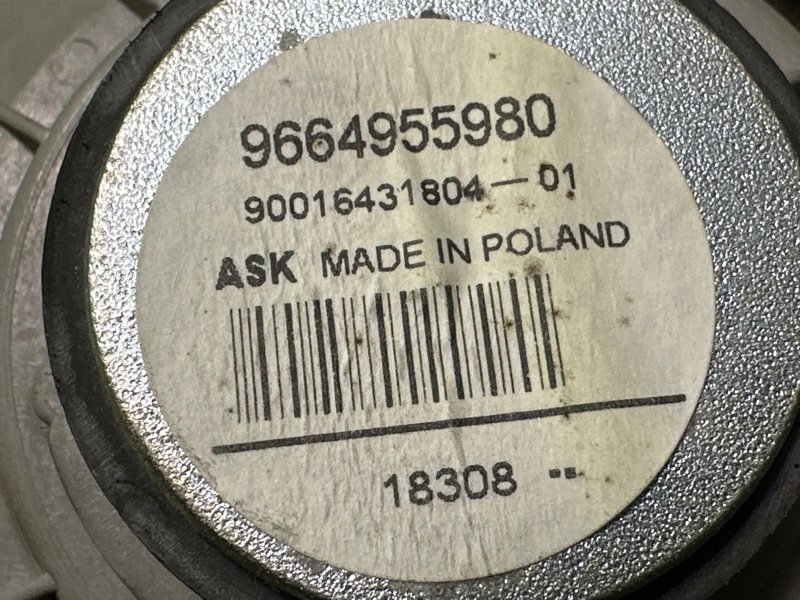 9664955980
90016431804-01
ASK MADE IN POLAND
18308 --